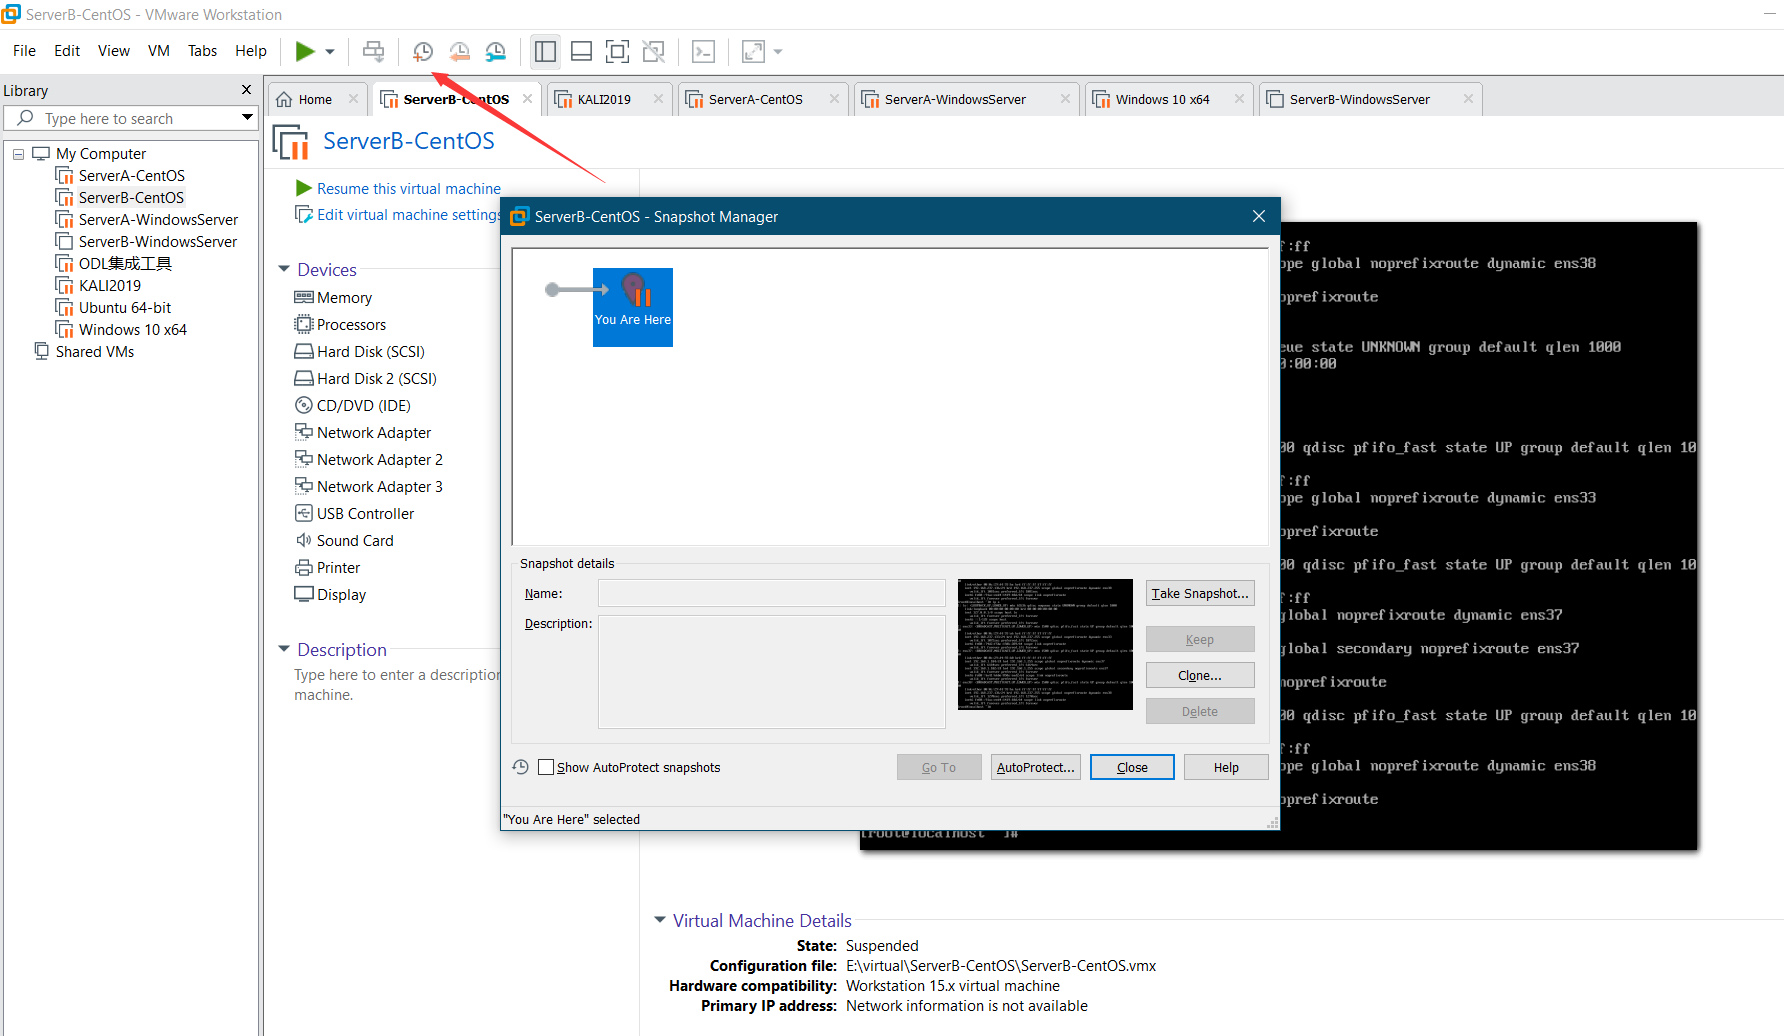 ServerB-CentOS - VMware Workstation
File Edit View VM Tabs Help
Library
Type here to search
My Computer
ServerA-CentOS
ServerB-CentOS
ServerA-WindowsServer
ServerB-WindowsServer
ODL集成工具
KALI2019
Ubuntu 64-bit
Windows 10 x64
Shared VMs
Home
ServerB-CentOS
KALI2019
ServerA-CentOS
ServerA-WindowsServer
Windows 10 x64
ServerB-WindowsServer
ServerB-CentOS
Resume this virtual machine
Edit virtual machine settings
Devices
Memory
Processors
Hard Disk (SCSI)
Hard Disk 2 (SCSI)
CD/DVD (IDE)
Network Adapter
Network Adapter 2
Network Adapter 3
USB Controller
Sound Card
Printer
Display
Description
Type here to enter a description
machine.
ServerB-CentOS - Snapshot Manager
You Are Here
Snapshot details
Name:
Description:
Take Snapshot...
Keep
Clone...
Delete
Show AutoProtect snapshots
Go To
AutoProtect...
Close
Help
"You Are Here" selected
f:ff
ope global noprefixroute dynamic ens38
oprefixroute
eue state UNKNOWN group default qlen 1000
0:00:00
00 qdisc pfifo_fast state UP group default qlen 10
f:ff
ope global noprefixroute dynamic ens33
oprefixroute
00 qdisc pfifo_fast state UP group default qlen 10
f:ff
global noprefixroute dynamic ens37
global secondary noprefixroute ens37
noprefixroute
00 qdisc pfifo_fast state UP group default qlen 10
f:ff
ope global noprefixroute dynamic ens38
oprefixroute
[root@localhost ~]#
Virtual Machine Details
State: Suspended
Configuration file: E:\virtual\ServerB-CentOS\ServerB-CentOS.vmx
Hardware compatibility: Workstation 15.x virtual machine
Primary IP address: Network information is not available